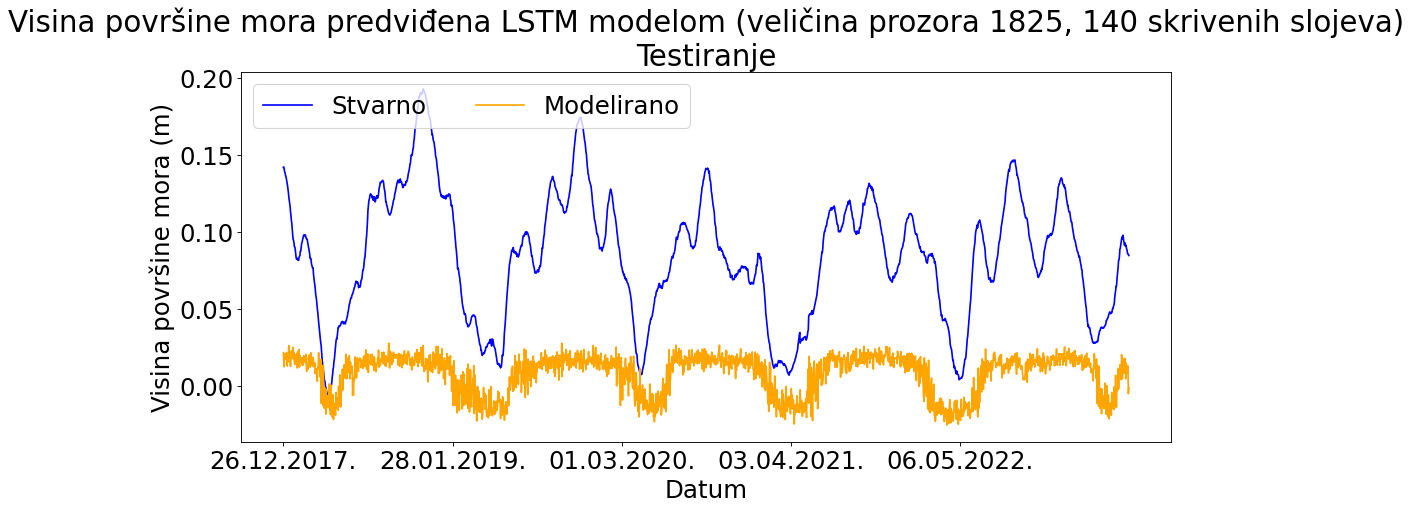 Visina površine mora predviđena LSTM modelom (veličina prozora 1825, 140 skrivenih slojeva)
Testiranje
Stvarno
Modelirano
Visina površine mora (m)
0.20
0.15
0.10
0.05
0.00
26.12.2017.
28.01.2019.
01.03.2020.
03.04.2021.
06.05.2022.
Datum